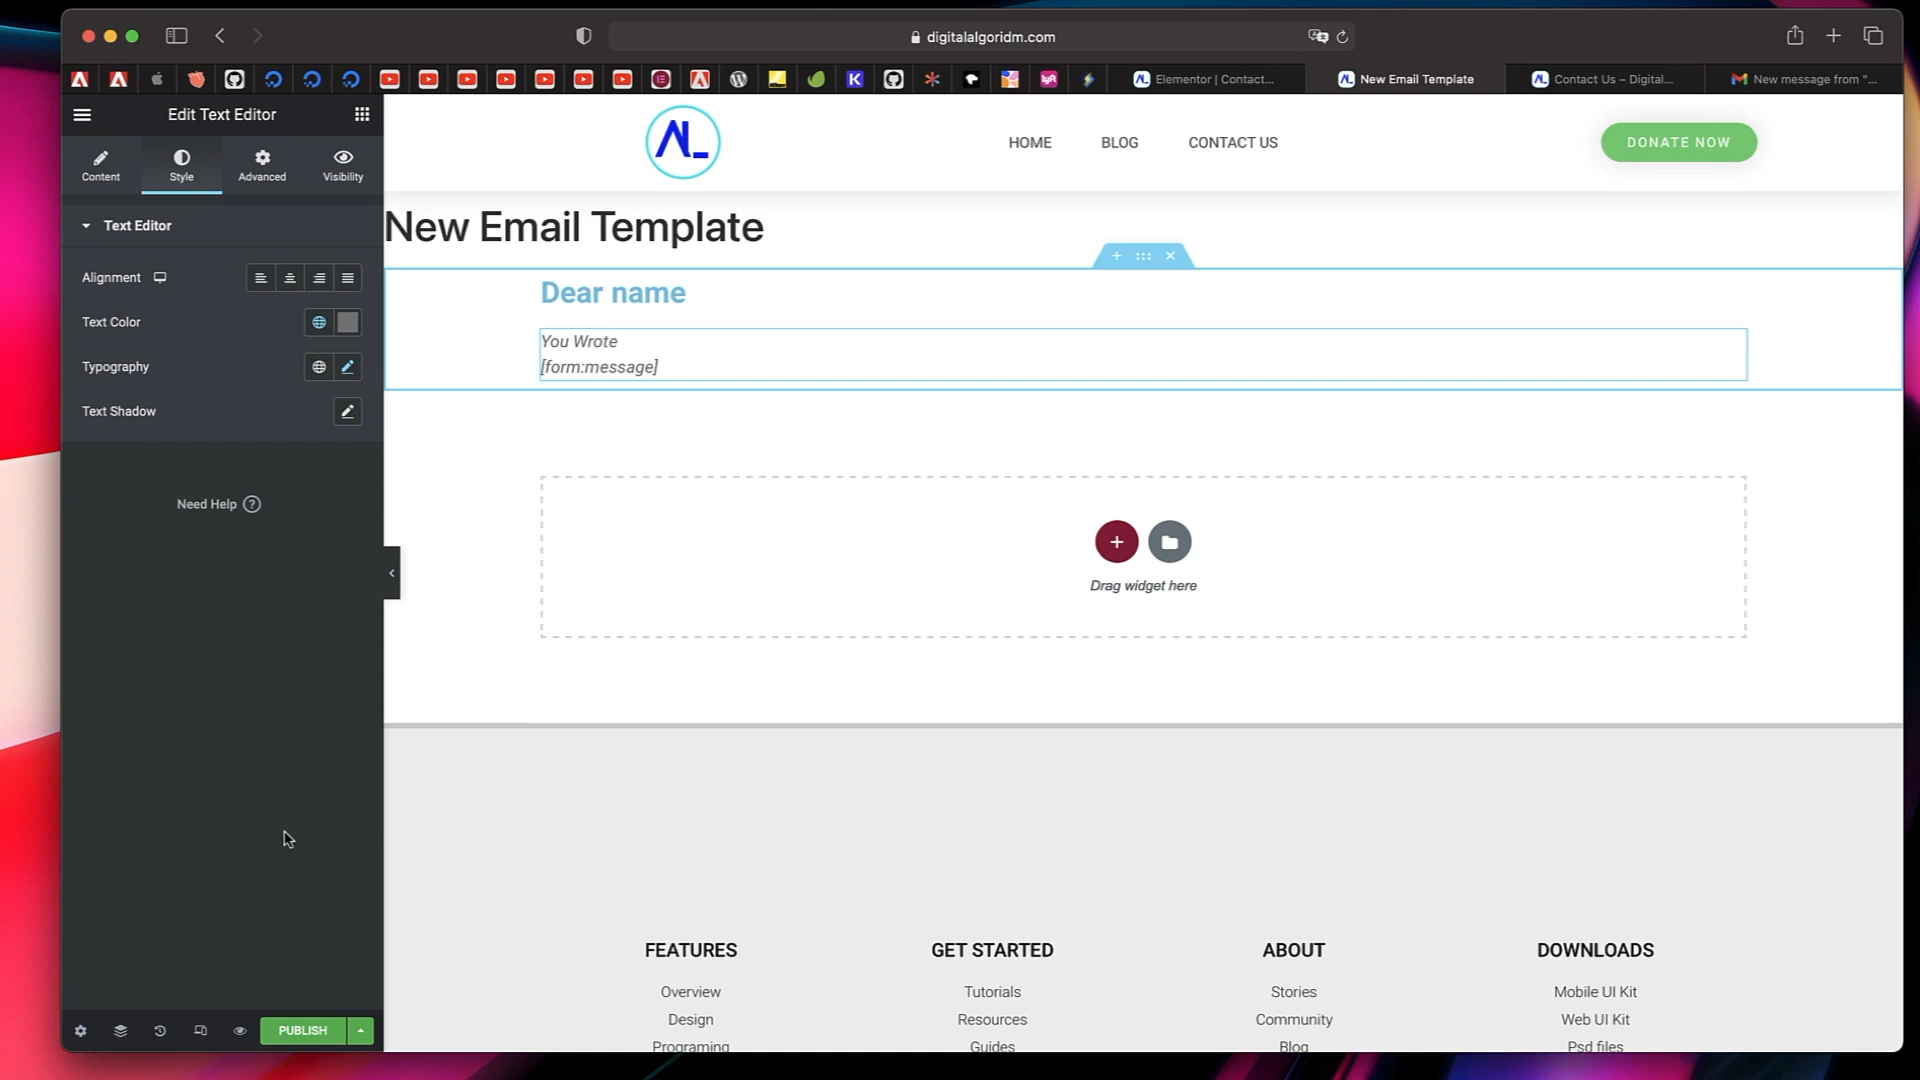 digitalalgoridm.com
Elementor | Contact...
New Email Template
Contact Us – Digital...
New message from "...
Edit Text Editor
Content
Style
Advanced
Visibility
Text Editor
Alignment
Text Color
Typography
Text Shadow
Need Help ?
PUBLISH
AL_
HOME
BLOG
CONTACT US
DONATE NOW
New Email Template
Dear name
You Wrote
[form:message]
Drag widget here
FEATURES
GET STARTED
ABOUT
DOWNLOADS
Overview
Tutorials
Stories
Mobile UI Kit
Design
Resources
Community
Web UI Kit
Programing
Guides
Blog
Psd files